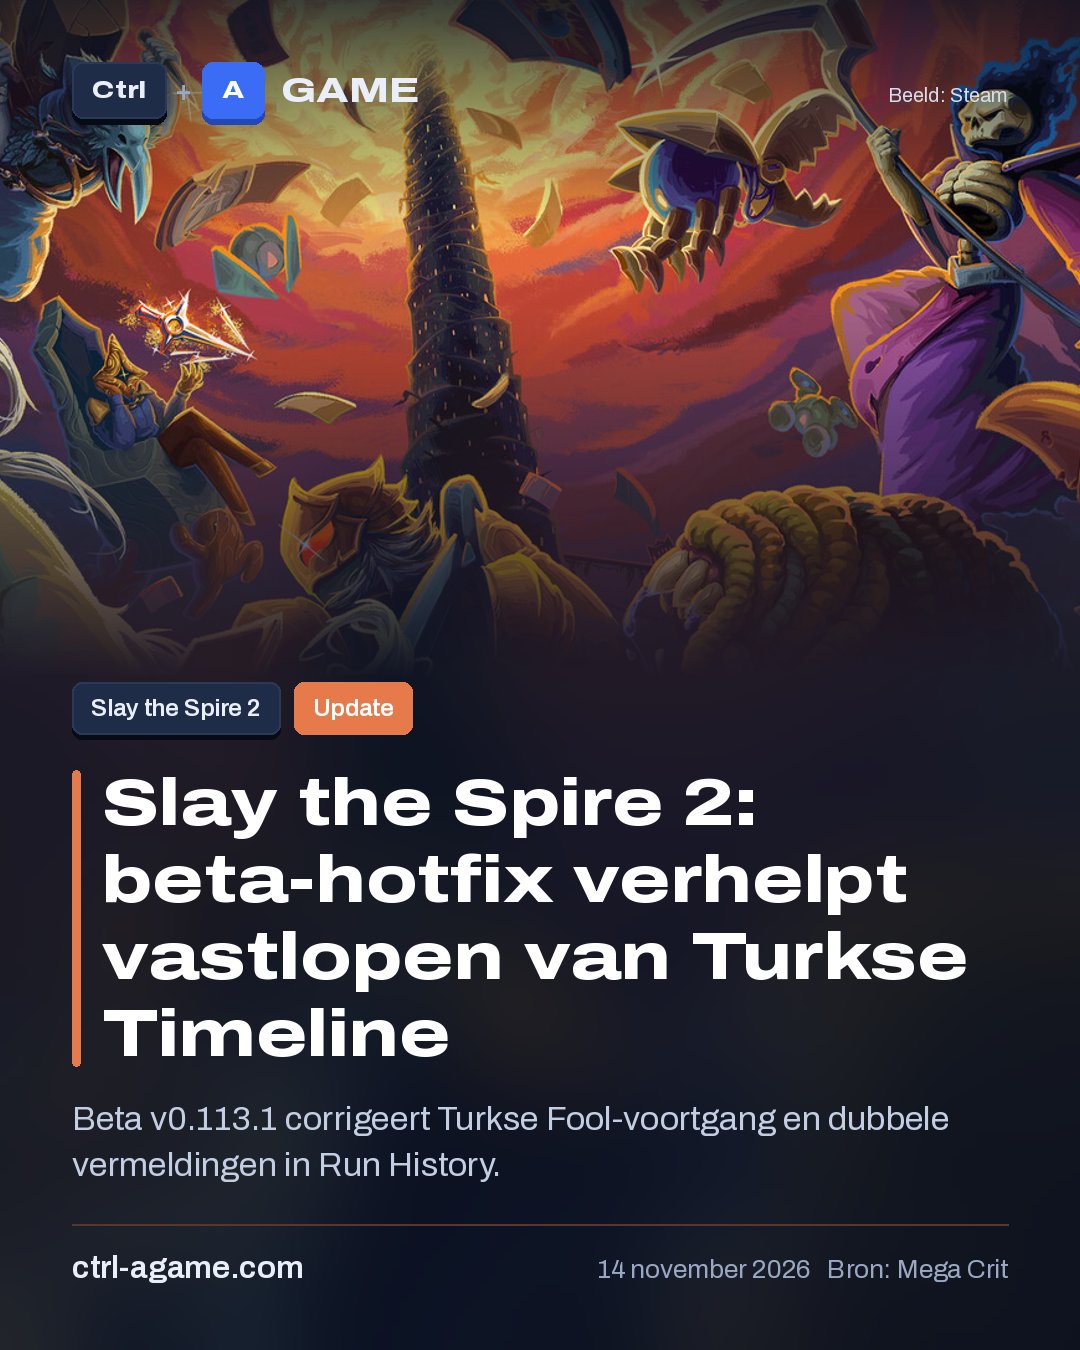 Ctrl + A GAME
Beeld: Steam
Slay the Spire 2
Update
Slay the Spire 2:
beta-hotfix verhelpt
vastlopen van Turkse
Timeline
Beta v0.113.1 corrigeert Turkse Fool-voortgang en dubbele
vermeldingen in Run History.
ctrl-agame.com
14 november 2026 Bron: Mega Crit